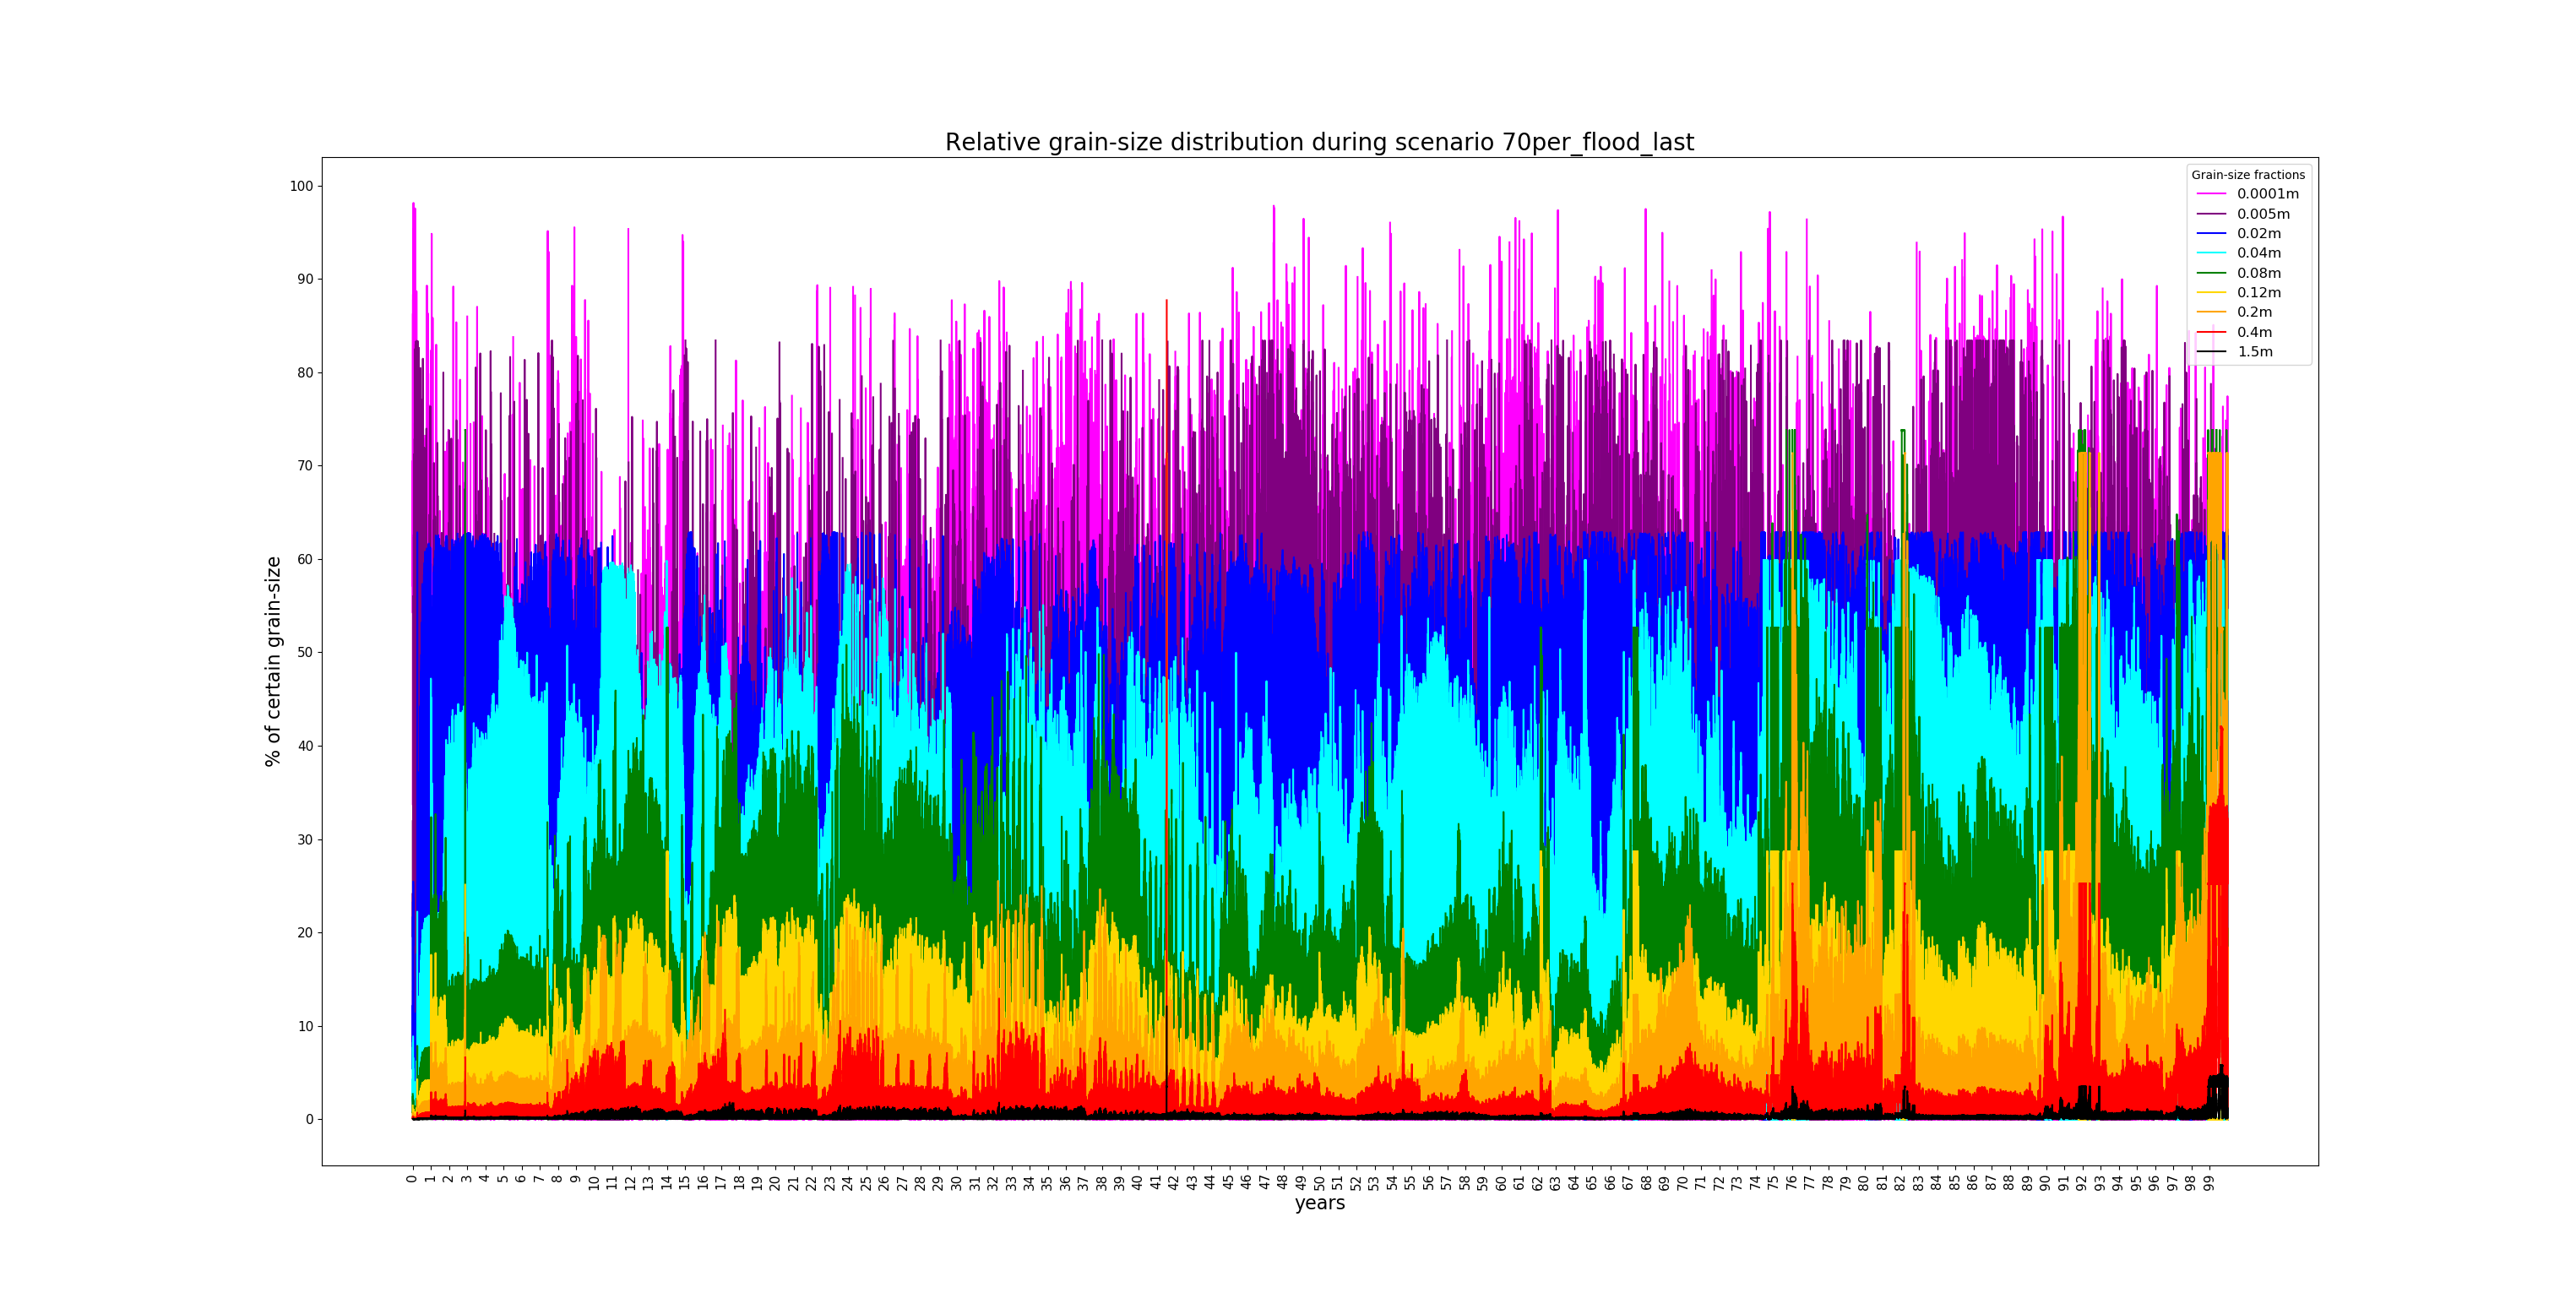 Relative grain-size distribution during scenario 70per_flood_last
Grain-size fractions
0.0001m
0.005m
0.02m
0.04m
0.08m
0.12m
0.2m
0.4m
1.5m
% of certain grain-size
100
90
80
70
60
50
40
30
20
10
0
0 1 2 3 4 5 6 7 8 9 10 11 12 13 14 15 16 17 18 19 20 21 22 23 24 25 26 27 28 29 30 31 32 33 34 35 36 37 38 39 40 41 42 43 44 45 46 47 48 49 50 51 52 53 54 55 56 57 58 59 60 61 62 63 64 65 66 67 68 69 70 71 72 73 74 75 76 77 78 79 80 81 82 83 84 85 86 87 88 89 90 91 92 93 94 95 96 97 98 99
years